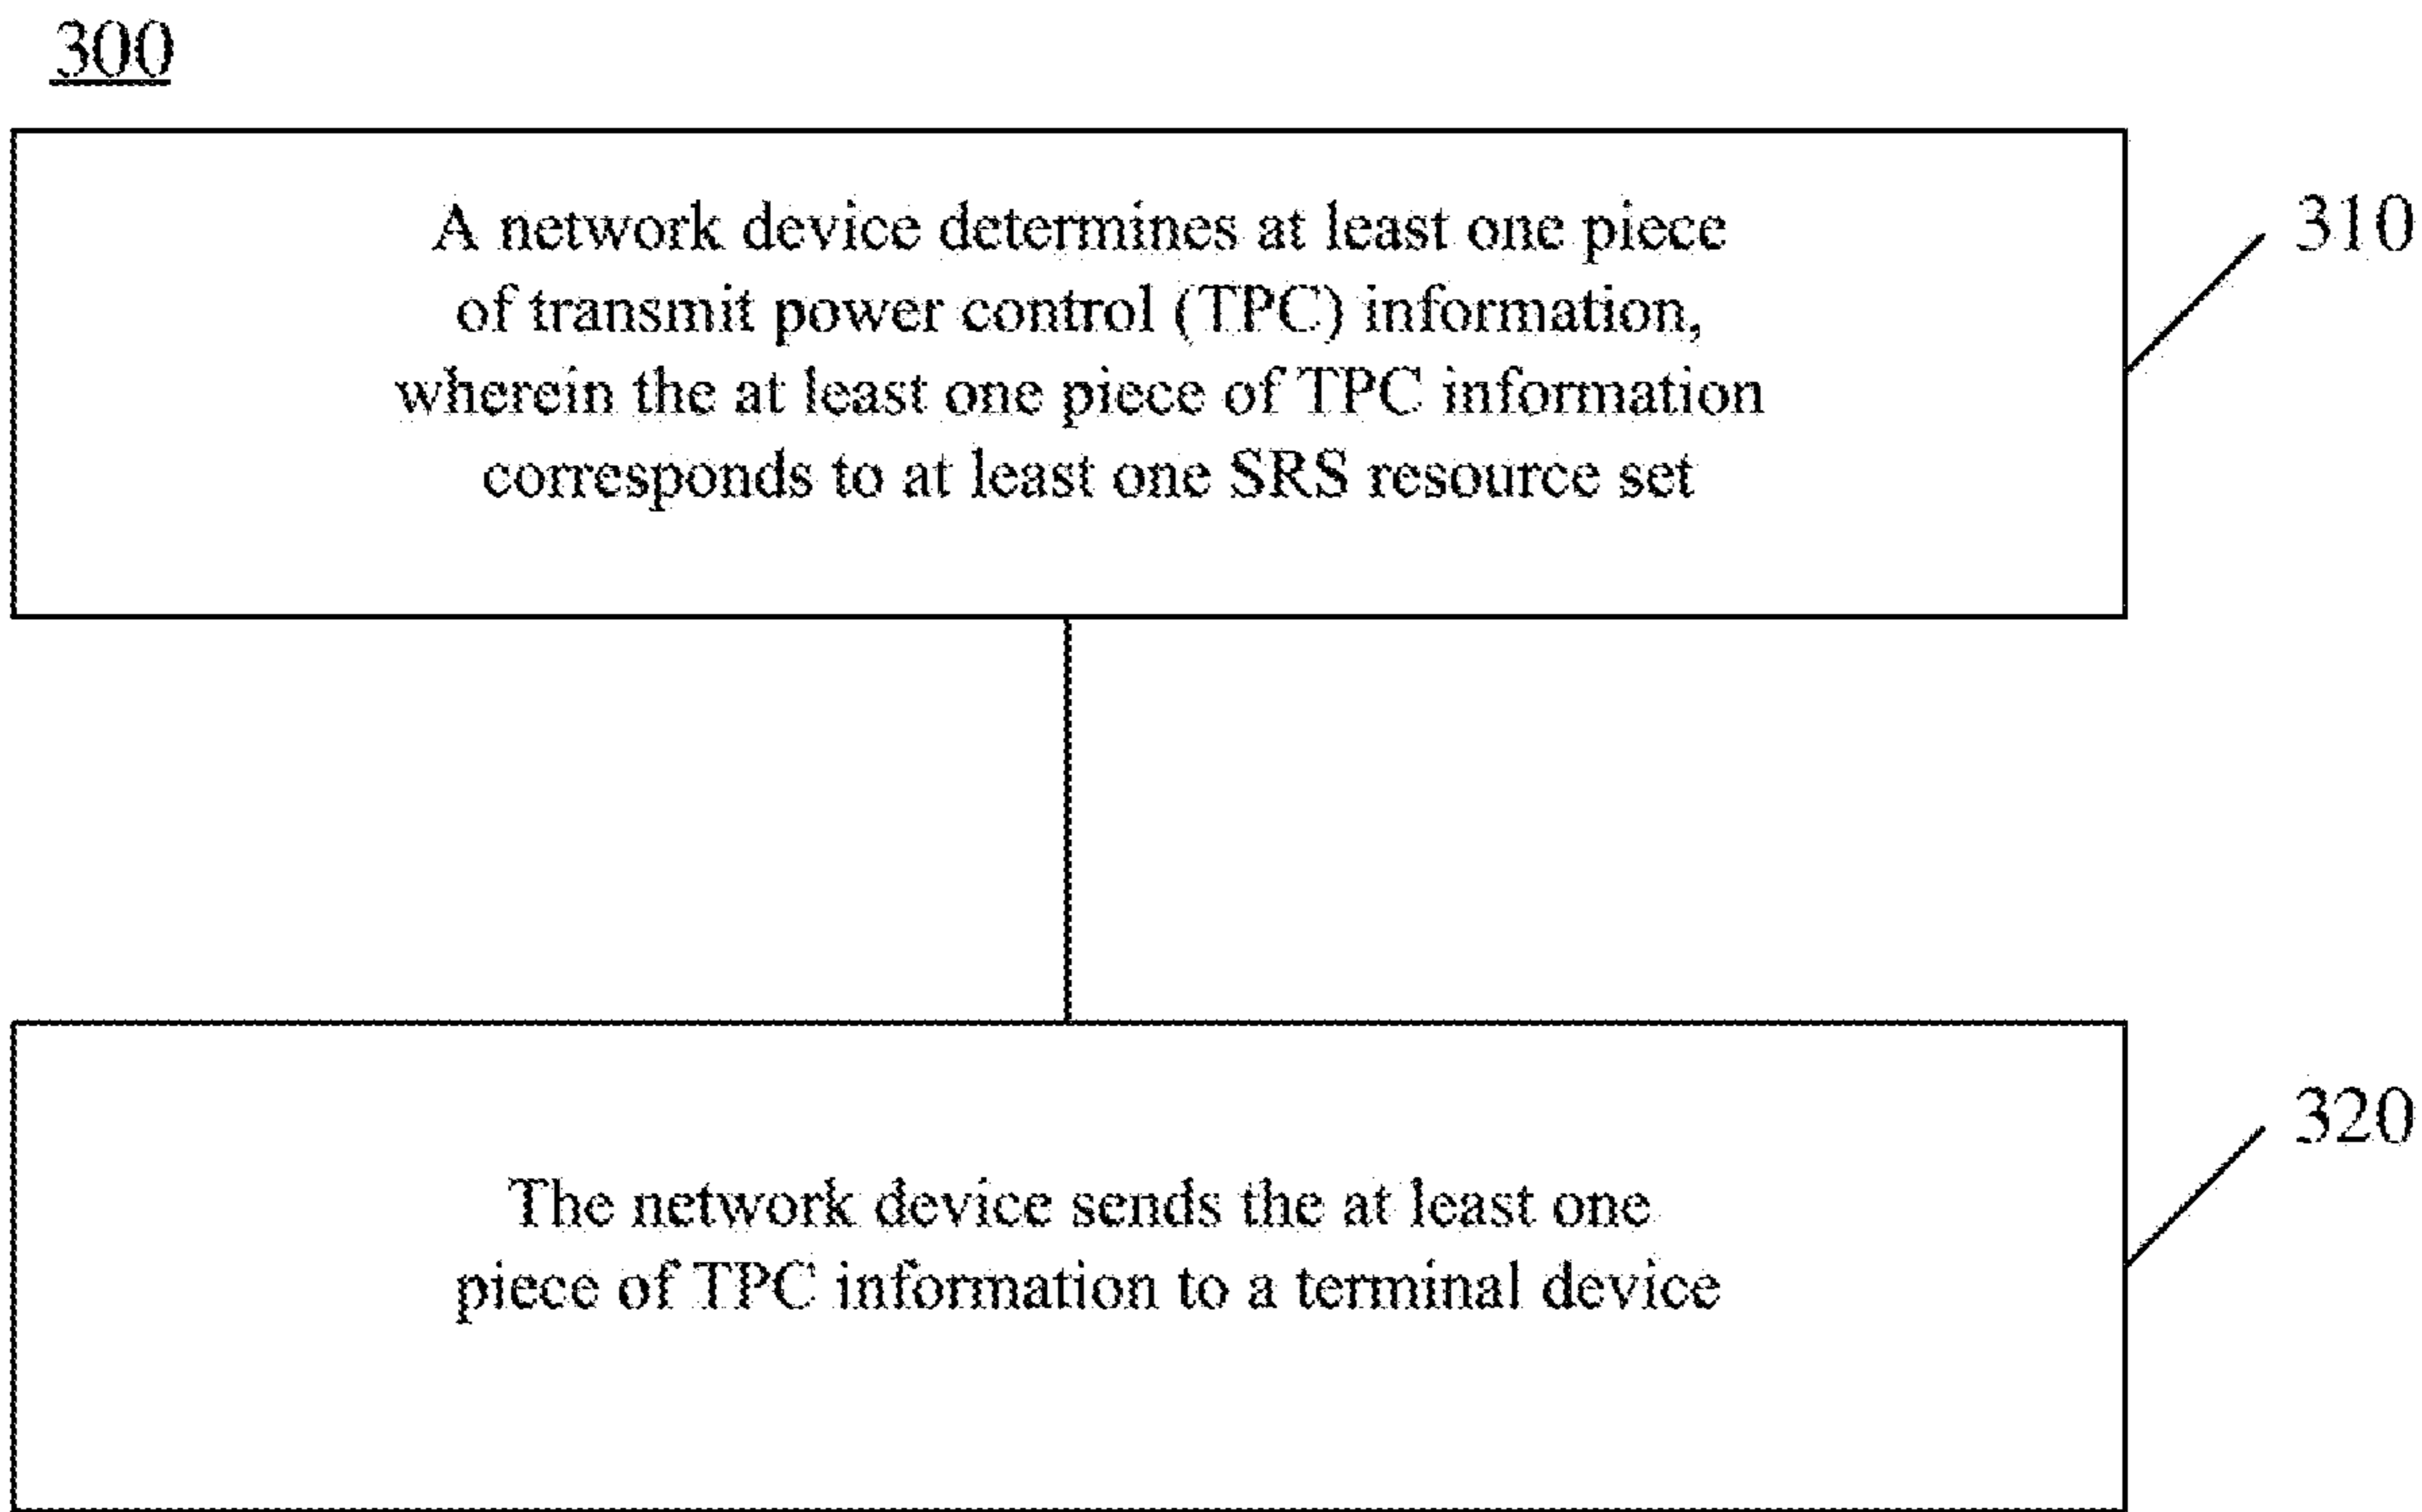 300
A network device determines at least one piece
of transmit power control (TPC) information,
wherein the at least one piece of TPC information
corresponds to at least one SRS resource set
310
The network device sends the at least one
piece of TPC information to a terminal device
320